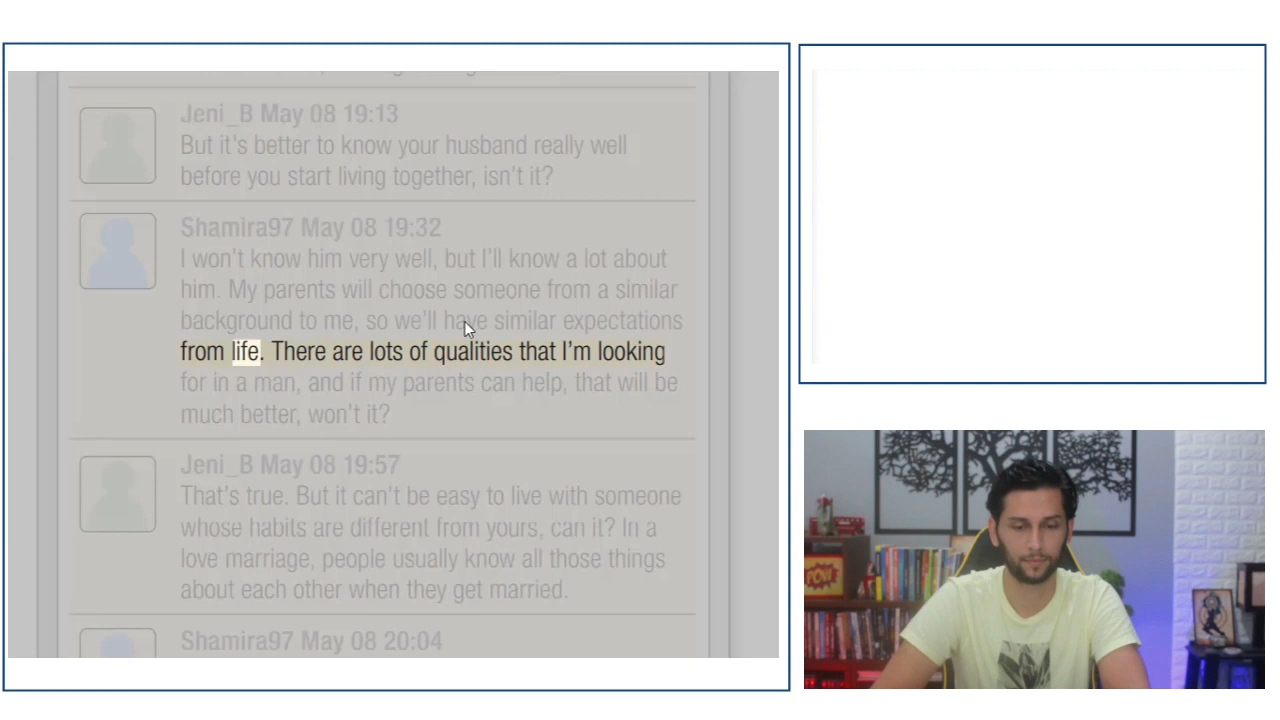 Jeni_B May 08 19:13
But it's better to know your husband really well
before you start living together, isn't it?
Shamira97 May 08 19:32
I won't know him very well, but I'll know a lot about
him. My parents will choose someone from a similar
background to me, so we'll have similar expectations
from life. There are lots of qualities that I'm looking
for in a man, and if my parents can help, that will be
much better, won't it?
Jeni_B May 08 19:57
That's true. But it can't be easy to live with someone
whose habits are different from yours, can it? In a
love marriage, people usually know all those things
about each other when they get married.
Shamira97 May 08 20:04
POW